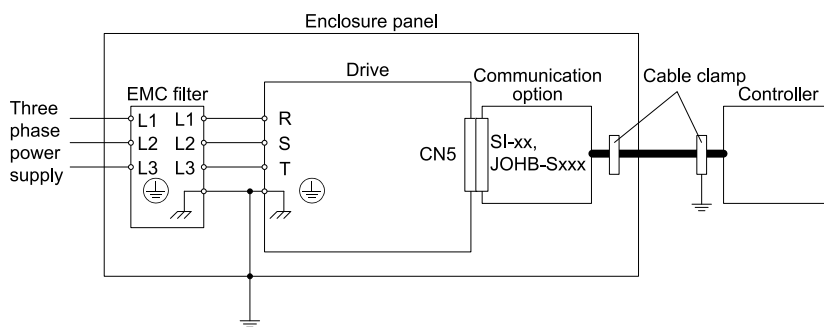 Enclosure panel
Drive
Communication
option
Cable clamp
Controller
EMC filter
Three
phase
power
supply
L1 L1
L2 L2
L3 L3
R
S
T
CN5
SI-xx,
JOHB-Sxxx